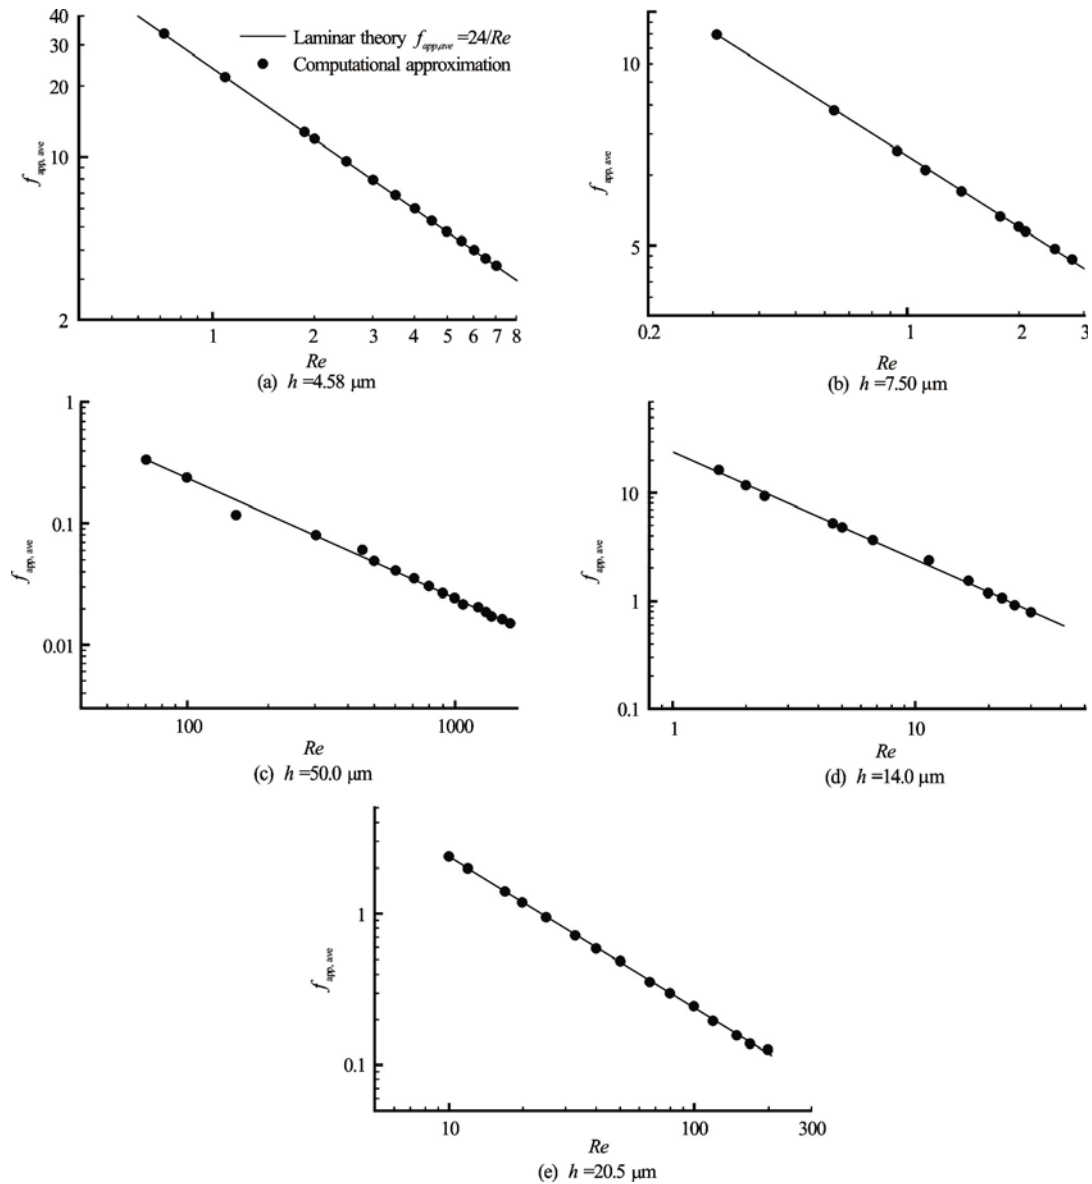 40
30
20
10
2
f app, ave
Laminar theory f app,ave =24/Re
Computational approximation
1 2 3 4 5 6 7 8
Re
(a) h =4.58 μm
10
5
f app, ave
0.2 1 2 3
Re
(b) h =7.50 μm
1
0.1
0.01
f app, ave
100 1000
Re
(c) h =50.0 μm
10
1
0.1
f app, ave
1 10
Re
(d) h =14.0 μm
1
0.1
f app, ave
10 100 300
Re
(e) h =20.5 μm